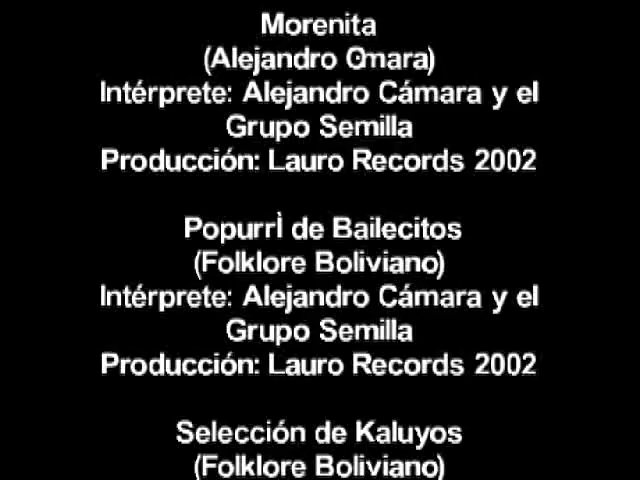 Morenita
(Alejandro Omara)
Intérprete: Alejandro Cámara y el
Grupo Semilla
Producción: Lauro Records 2002
PopurrÌ de Bailecitos
(Folklore Boliviano)
Intérprete: Alejandro Cámara y el
Grupo Semilla
Producción: Lauro Records 2002
Selección de Kaluyos
(Folklore Boliviano)